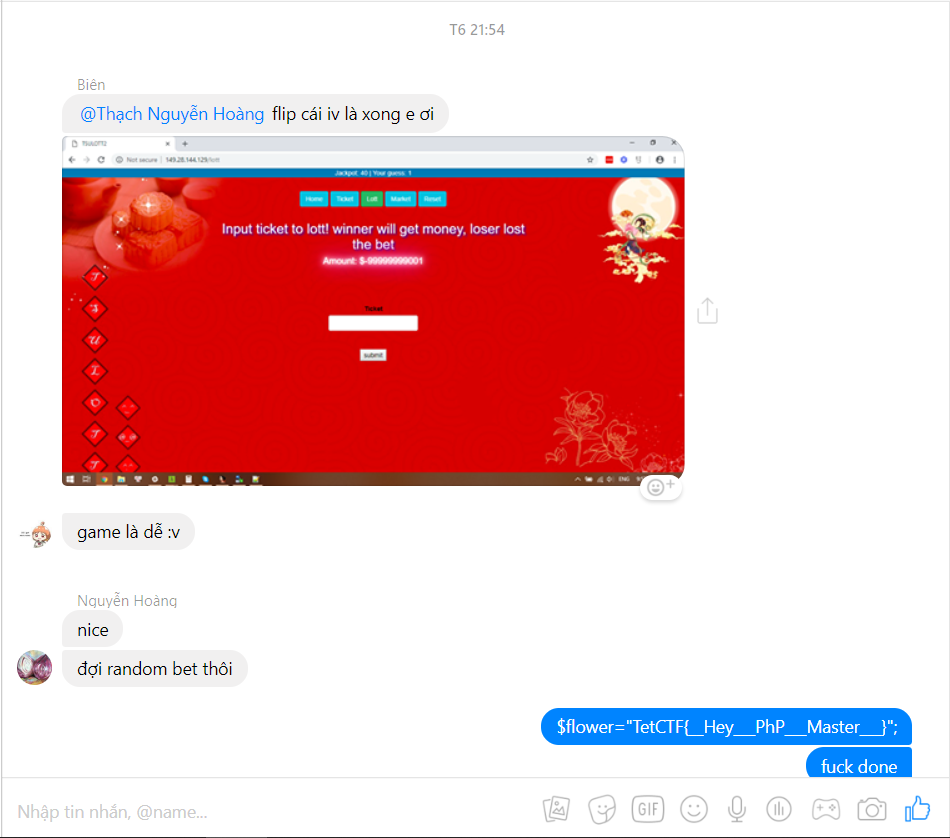 T6 21:54
Biên
@Thạch Nguyễn Hoàng flip cái iv là xong e ơi
TSULOTT2
Not secure | 149.28.144.129/lott
Jackpot: 40 | Your guess: 1
Home Ticket Lott Market Reset
Input ticket to lott! winner will get money, loser lost
the bet
Amount: $-99999999001
Ticket
submit
T
U
L
O
T
T
ENG
game là dễ :v
Nguyễn Hoàng
nice
đợi random bet thôi
$flower="TetCTF{__Hey___PhP___Master___}";
fuck done
Nhập tin nhắn, @name...
GIF